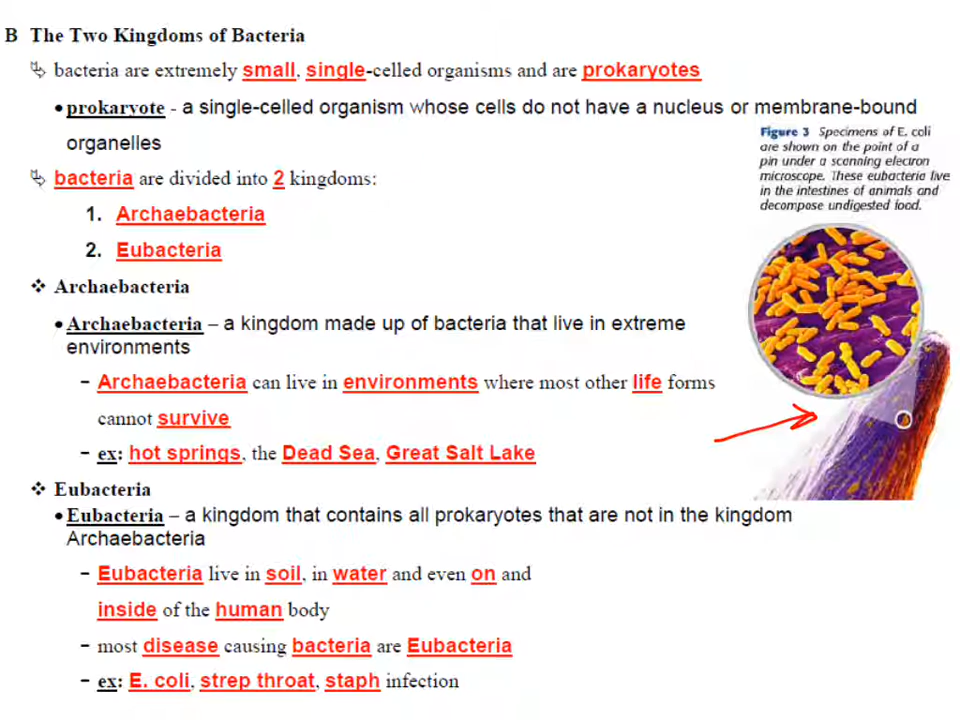 B The Two Kingdoms of Bacteria
bacteria are extremely small, single-celled organisms and are prokaryotes
• prokaryote - a single-celled organism whose cells do not have a nucleus or membrane-bound
organelles
Figure 3 Specimens of E. coli
are shown on the point of a
pin under a scanning electron
microscope. These eubacteria live
in the intestines of animals and
decompose undigested food.
bacteria are divided into 2 kingdoms:
1. Archaebacteria
2. Eubacteria
❖ Archaebacteria
• Archaebacteria – a kingdom made up of bacteria that live in extreme
environments
− Archaebacteria can live in environments where most other life forms
cannot survive
− ex: hot springs, the Dead Sea, Great Salt Lake
❖ Eubacteria
• Eubacteria – a kingdom that contains all prokaryotes that are not in the kingdom
Archaebacteria
− Eubacteria live in soil, in water and even on and
inside of the human body
− most disease causing bacteria are Eubacteria
− ex: E. coli, strep throat, staph infection